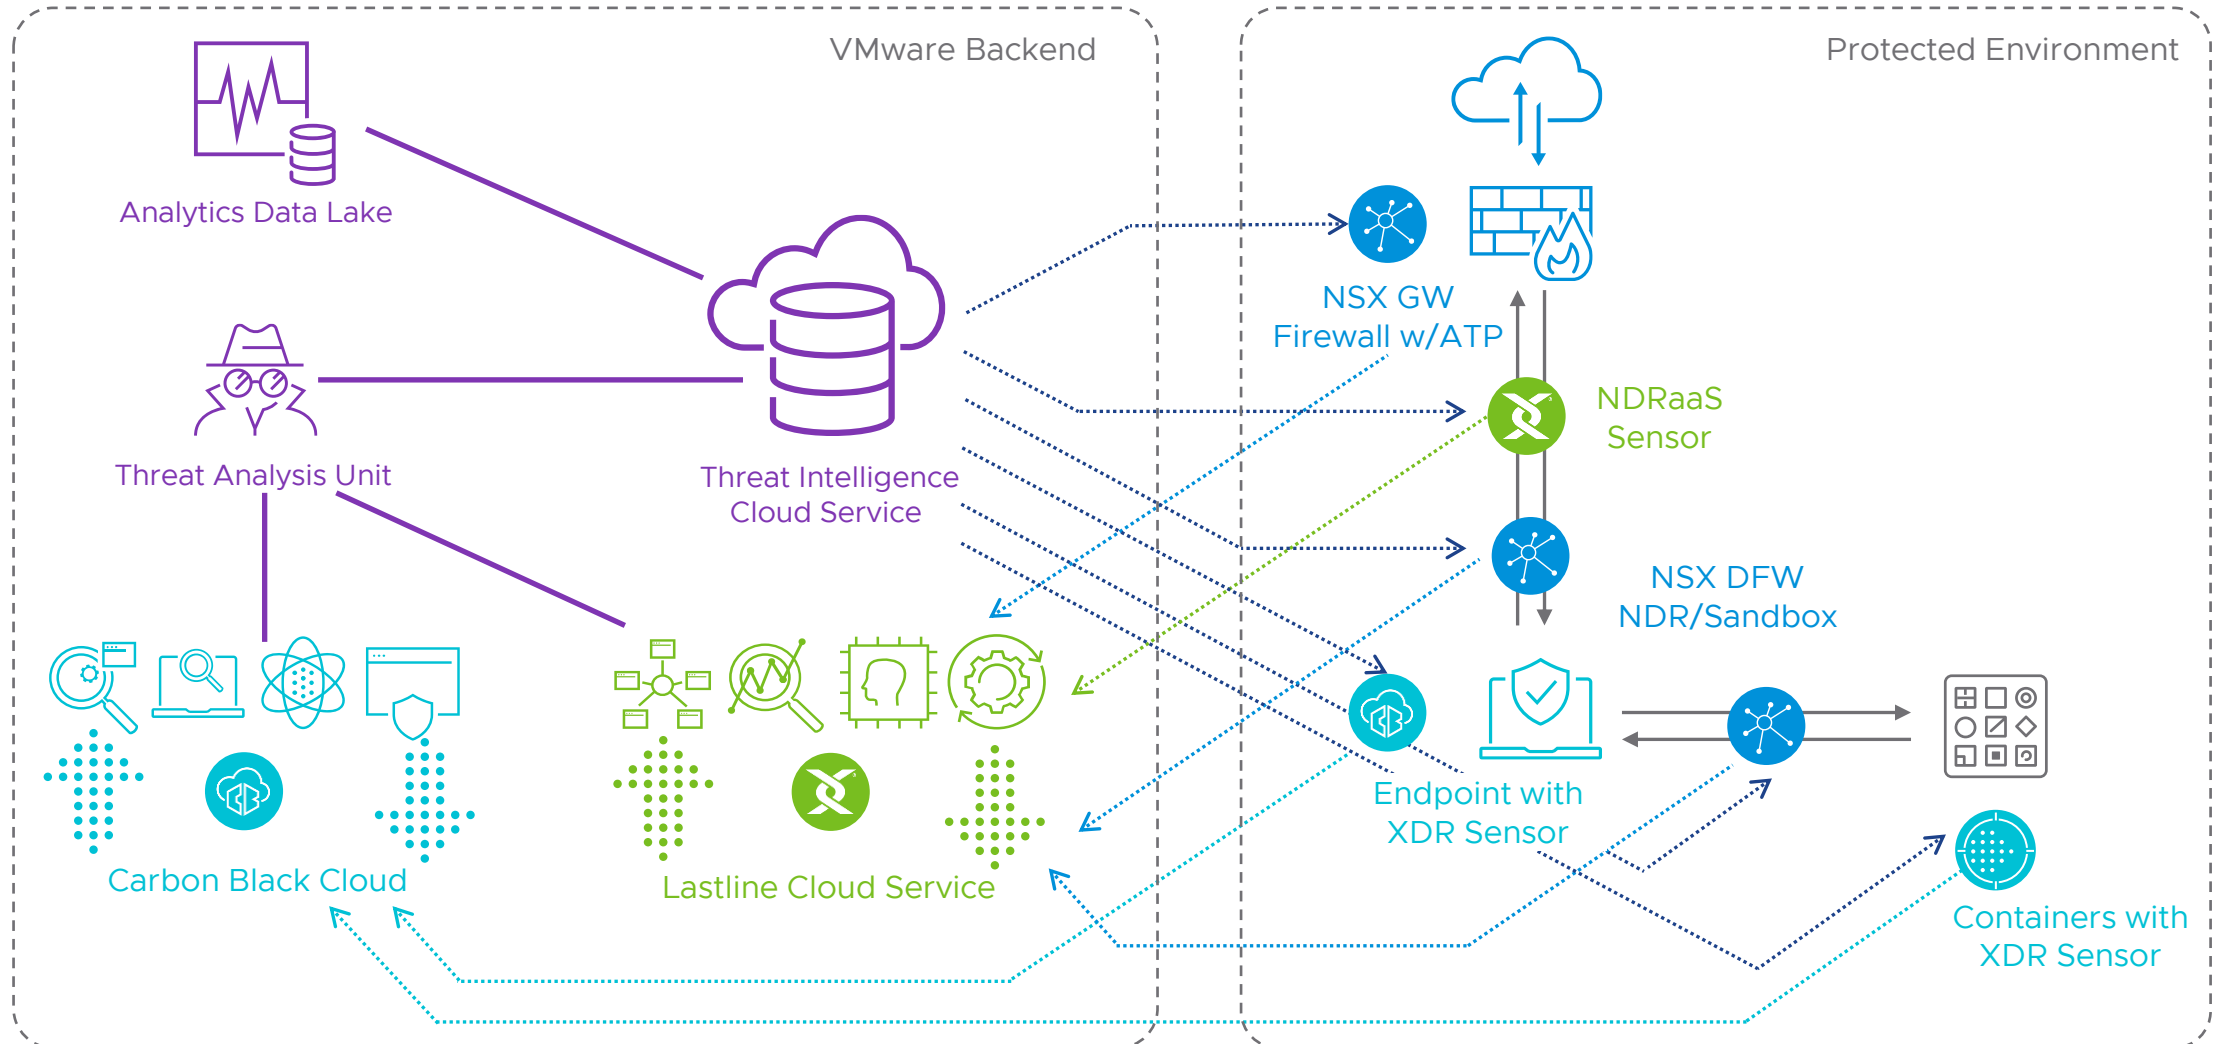 VMware Backend
Protected Environment
Analytics Data Lake
NSX GW
Firewall w/ATP
NDRaaS
Sensor
Threat Analysis Unit
Threat Intelligence
Cloud Service
NSX DFW
NDR/Sandbox
Endpoint with
XDR Sensor
Carbon Black Cloud
Lastline Cloud Service
Containers with
XDR Sensor